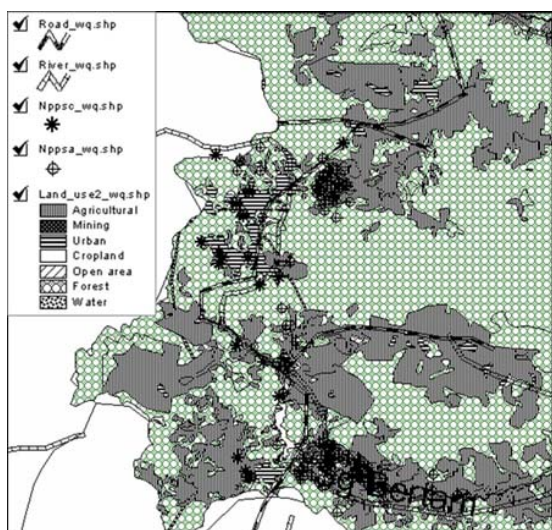 Road_wq.shp
River_wq.shp
Nppsc_wq.shp
Nppsa_wq.shp
Land_use2_wq.shp
Agricultural
Mining
Urban
Cropland
Open area
Forest
Water